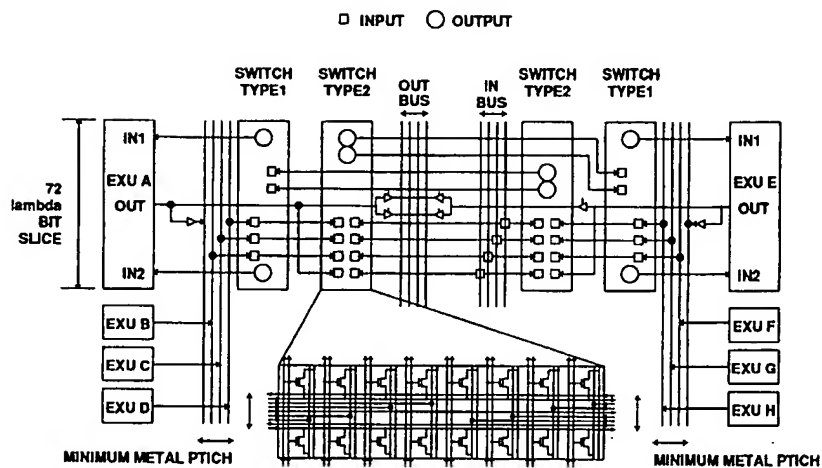 INPUT OUTPUT
SWITCH TYPE1
SWITCH TYPE2
OUT BUS
IN BUS
SWITCH TYPE2
SWITCH TYPE1
72 lambda BIT SLICE
IN1
EXU A
OUT
IN2
IN1
EXU E
OUT
IN2
EXU B
EXU C
EXU D
EXU F
EXU G
EXU H
MINIMUM METAL PTICH
MINIMUM METAL PTICH